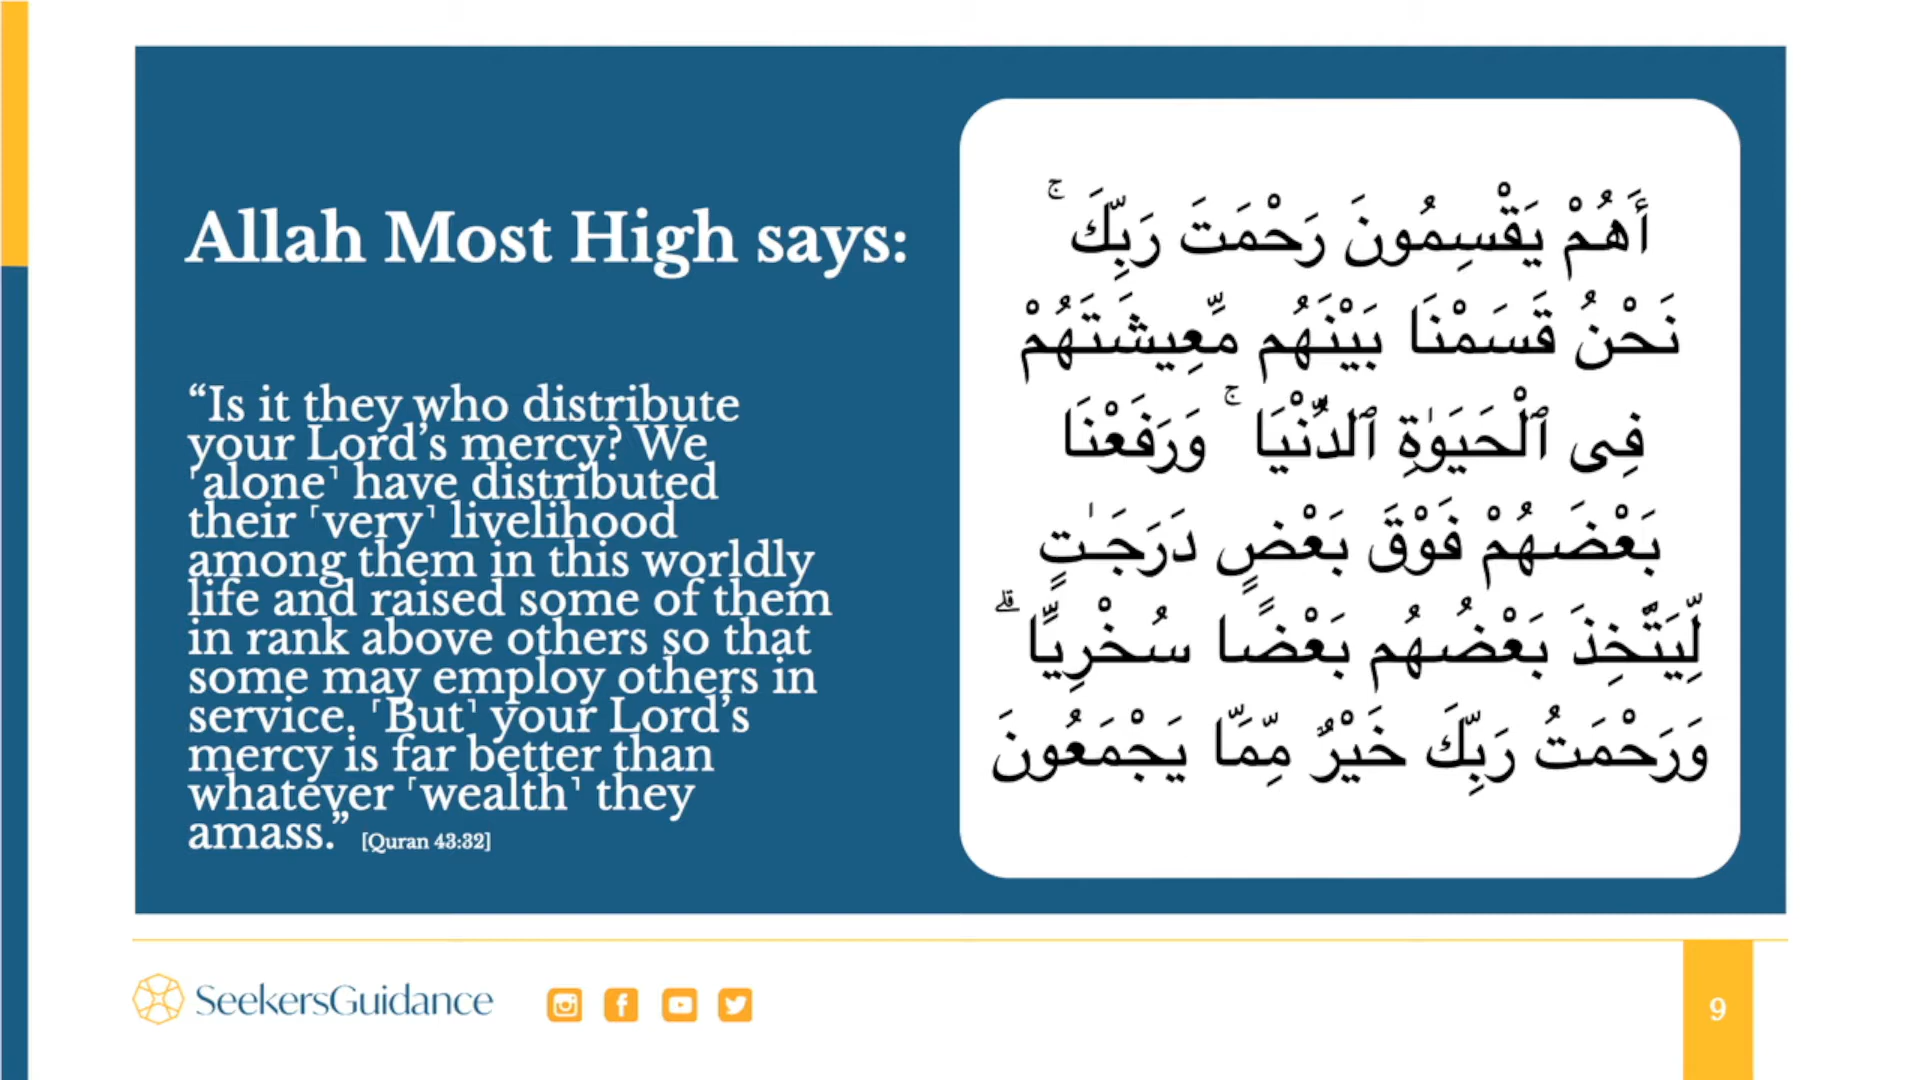 Allah Most High says:
“Is it they who distribute
your Lord’s mercy? We
˹alone˺ have distributed
their ˹very˺ livelihood
among them in this worldly
life and raised some of them
in rank above others so that
some may employ others in
service. ˹But˺ your Lord’s
mercy is far better than
whatever ˹wealth˺ they
amass.” [Quran 43:32]
أَهُمْ يَقْسِمُونَ رَحْمَتَ رَبِّكَ ۚ
نَحْنُ قَسَمْنَا بَيْنَهُم مَّعِيشَتَهُمْ
فِى ٱلْحَيَوٰةِ ٱلدُّنْيَا ۚ وَرَفَعْنَا
بَعْضَهُمْ فَوْقَ بَعْضٍ دَرَجَـٰتٍ
لِّيَتَّخِذَ بَعْضُهُم بَعْضًا سُخْرِيًّا ۗ
وَرَحْمَتُ رَبِّكَ خَيْرٌ مِّمَّا يَجْمَعُونَ
SeekersGuidance
9